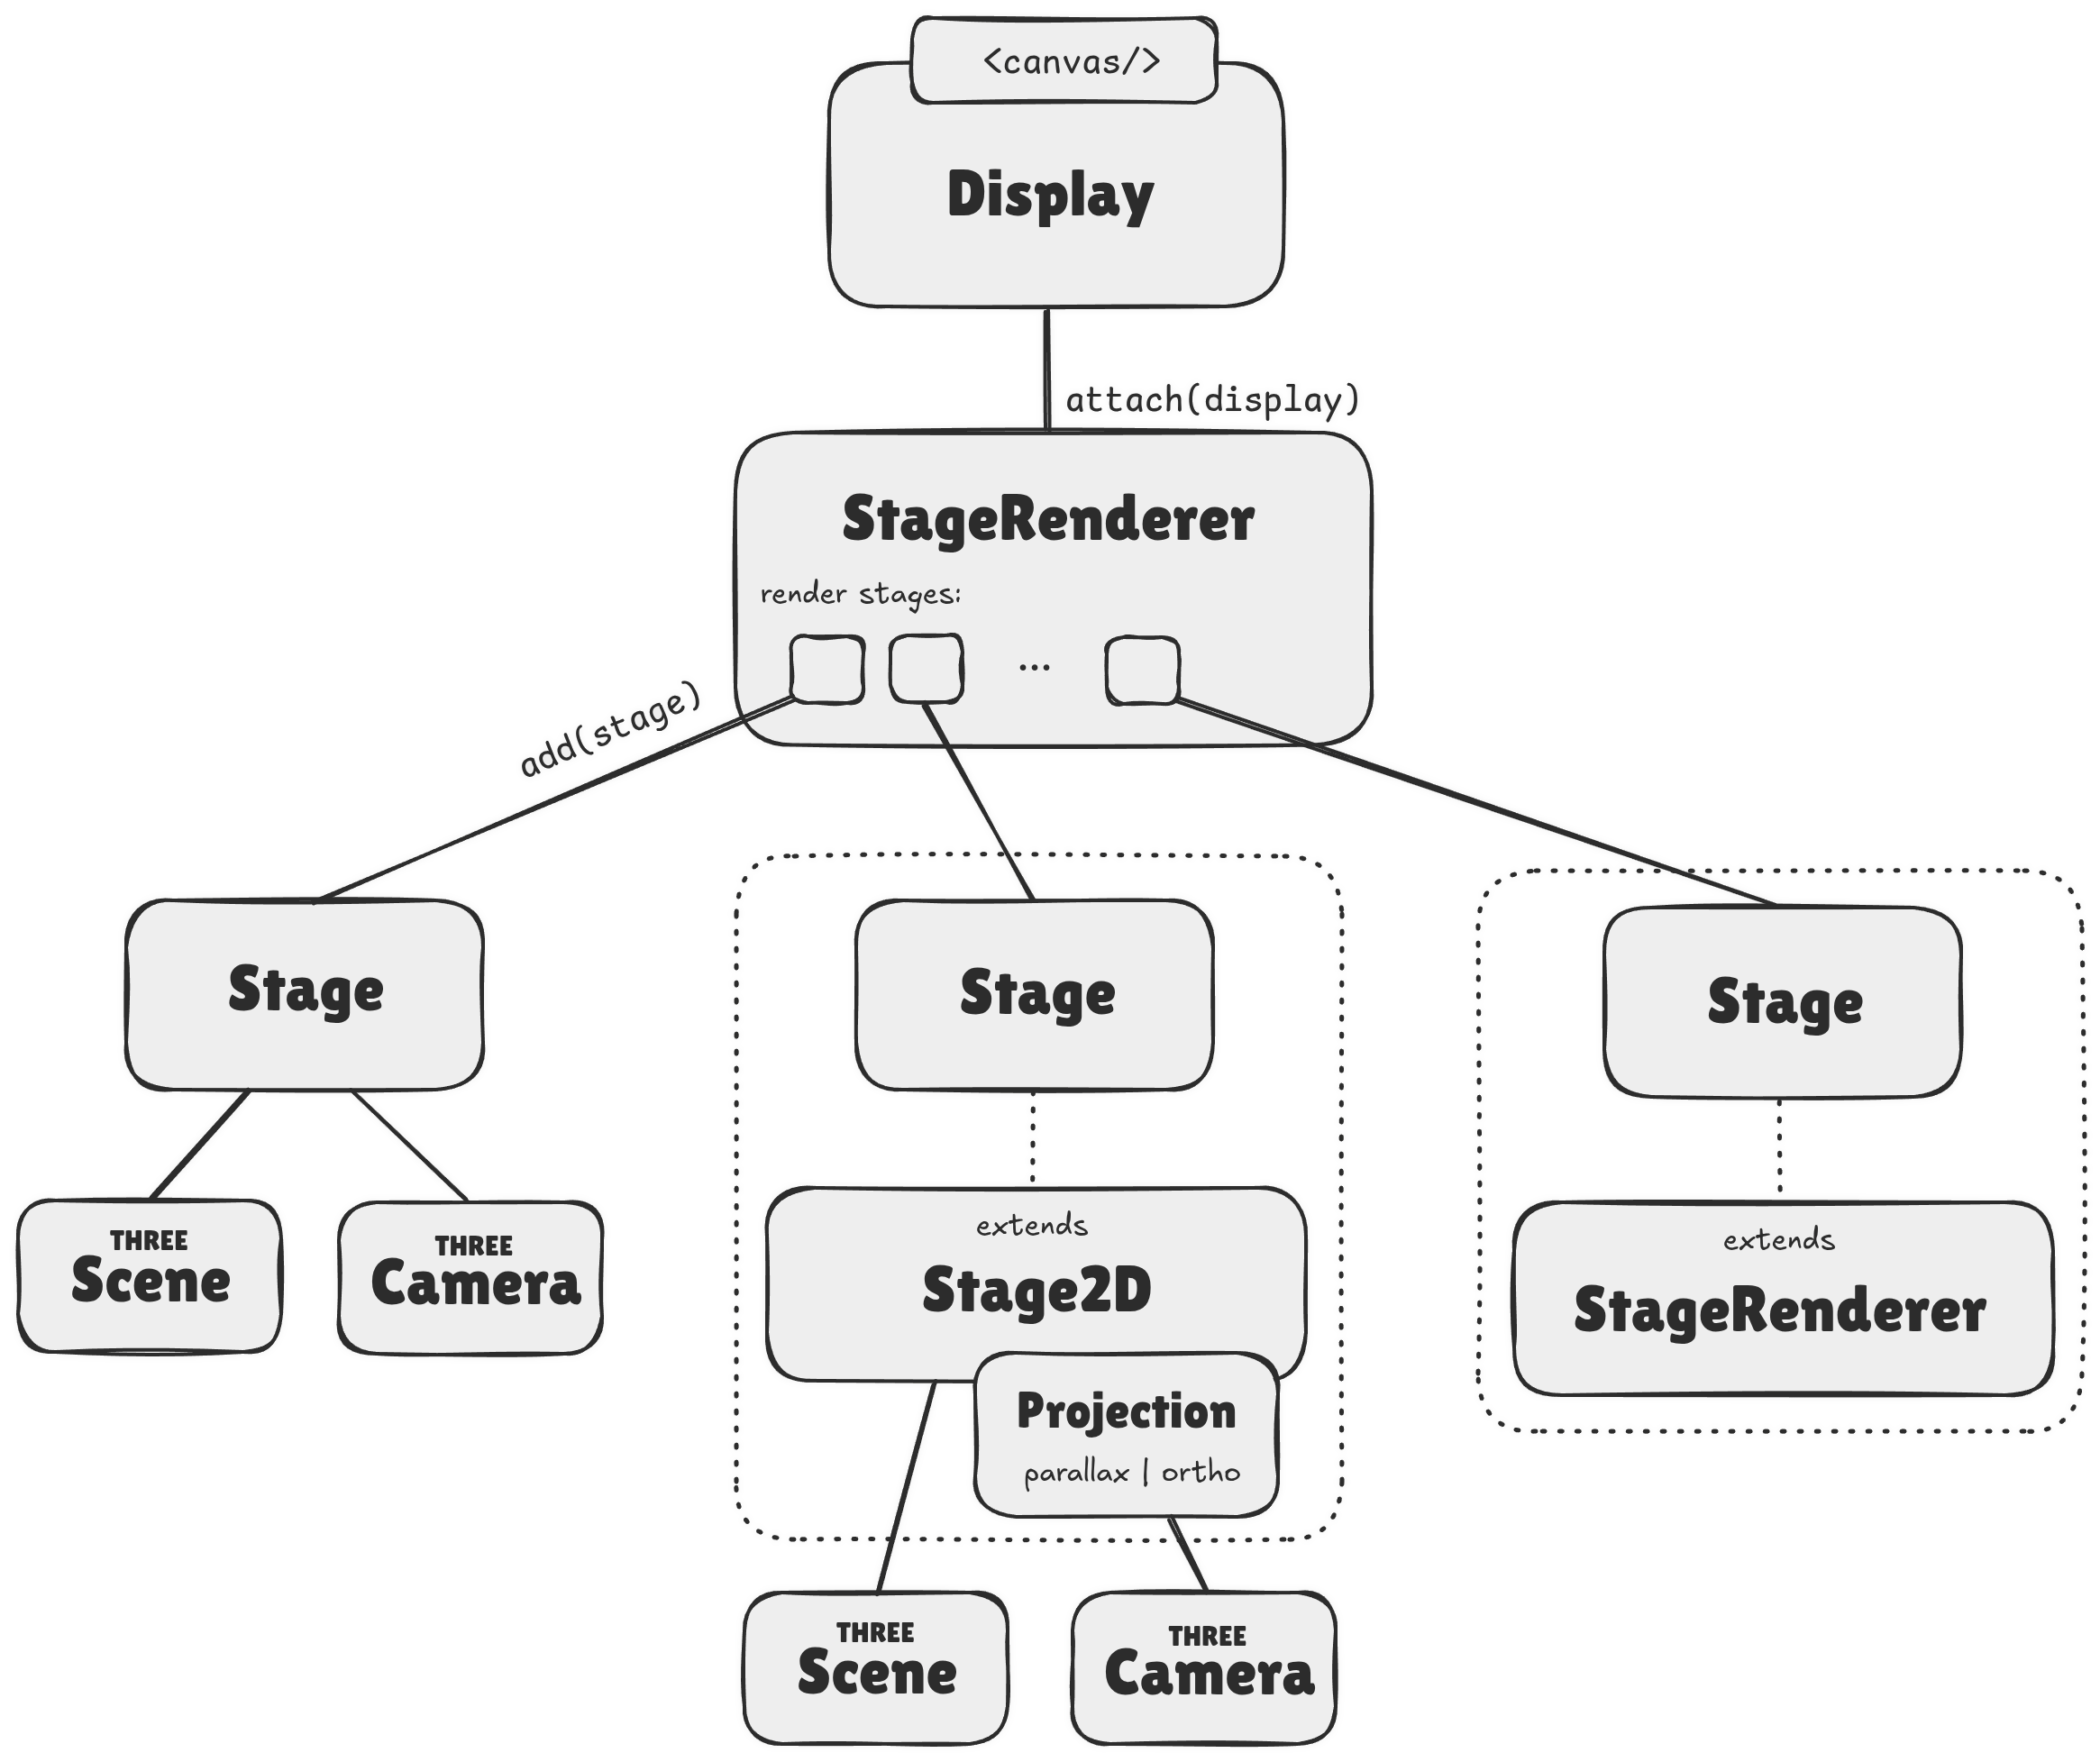 <canvas/>
Display
attach(display)
StageRenderer
render stages:
...
add(stage)
Stage
Stage
Stage
THREE
Scene
THREE
Camera
extends
Stage2D
Projection
parallax | ortho
extends
StageRenderer
THREE
Scene
THREE
Camera